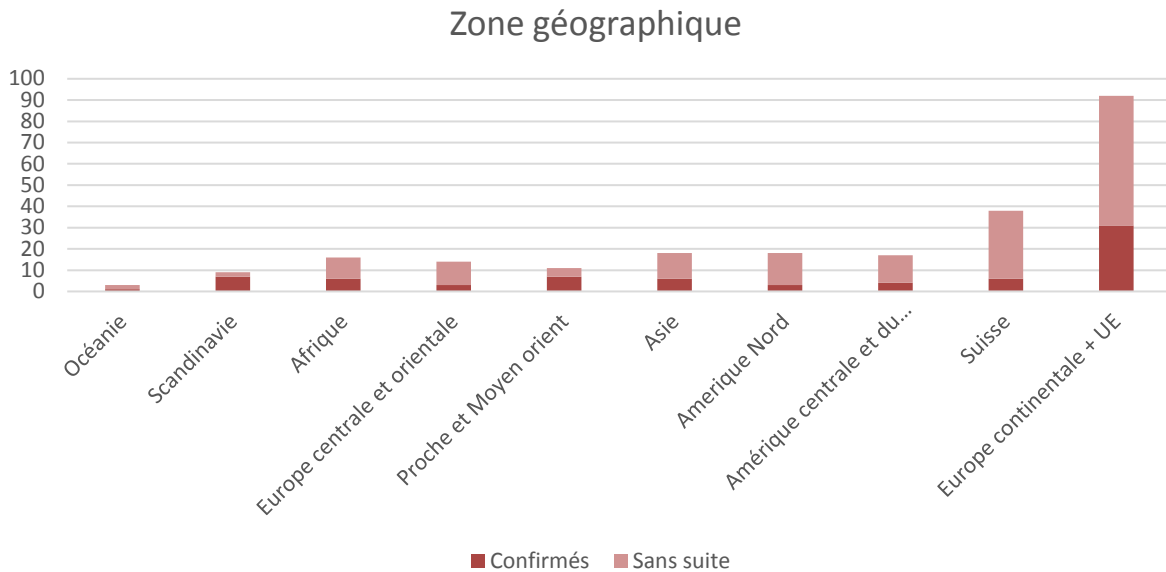 Zone géographique
100
90
80
70
60
50
40
30
20
10
0
Océanie
Scandinavie
Afrique
Europe centrale et orientale
Proche et Moyen orient
Asie
Amerique Nord
Amérique centrale et du...
Suisse
Europe continentale + UE
Confirmés
Sans suite